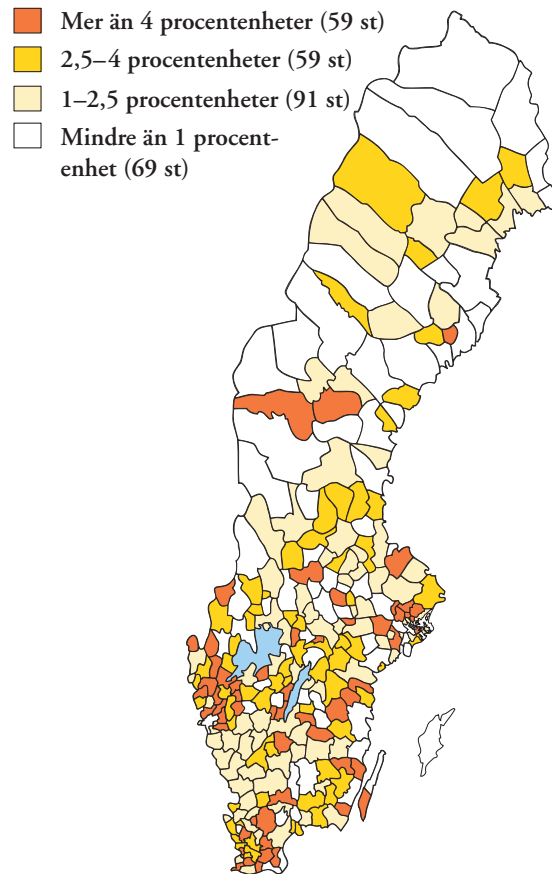 Mer än 4 procentenheter (59 st)
2,5–4 procentenheter (59 st)
1–2,5 procentenheter (91 st)
Mindre än 1 procent-
enhet (69 st)